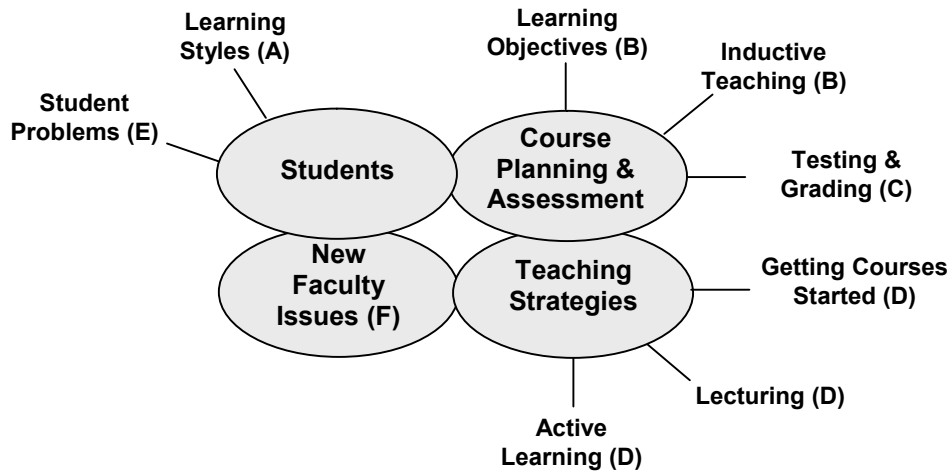 Learning
Styles (A)
Learning
Objectives (B)
Inductive
Teaching (B)
Student
Problems (E)
Students
Course
Planning &
Assessment
Testing &
Grading (C)
New
Faculty
Issues (F)
Teaching
Strategies
Getting Courses
Started (D)
Lecturing (D)
Active
Learning (D)